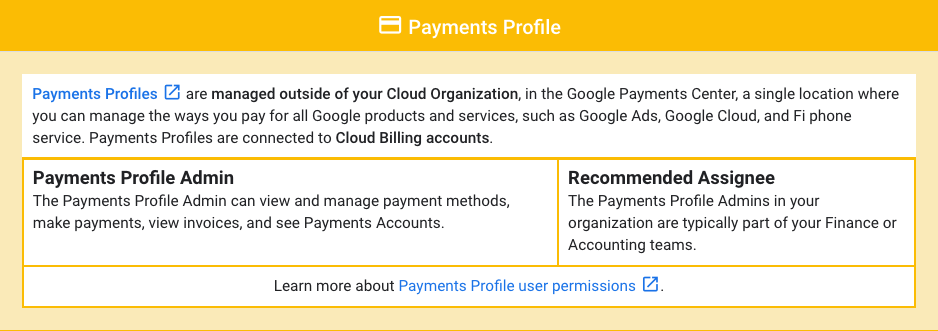 Payments Profile
Payments Profiles are managed outside of your Cloud Organization, in the Google Payments Center, a single location where
you can manage the ways you pay for all Google products and services, such as Google Ads, Google Cloud, and Fi phone
service. Payments Profiles are connected to Cloud Billing accounts.
Payments Profile Admin
The Payments Profile Admin can view and manage payment methods,
make payments, view invoices, and see Payments Accounts.
Recommended Assignee
The Payments Profile Admins in your
organization are typically part of your Finance or
Accounting teams.
Learn more about Payments Profile user permissions .